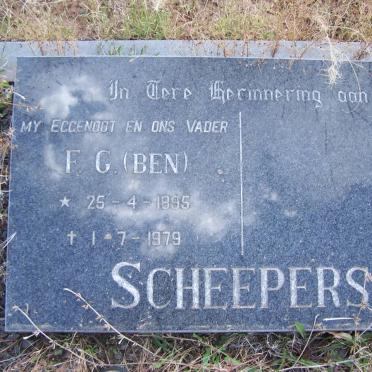 In Tere Herinnering aan
MY EGGENOOT EN ONS VADER
F. G. (BEN)
★ 25-4-1895
† 1-7-1979
SCHEEPERS